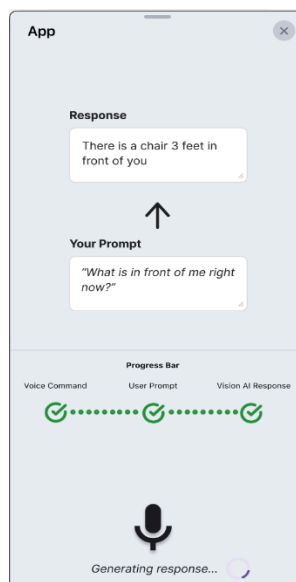 App
Response
There is a chair 3 feet in
front of you
Your Prompt
"What is in front of me right
now?"
Progress Bar
Voice Command User Prompt Vision AI Response
Generating response...